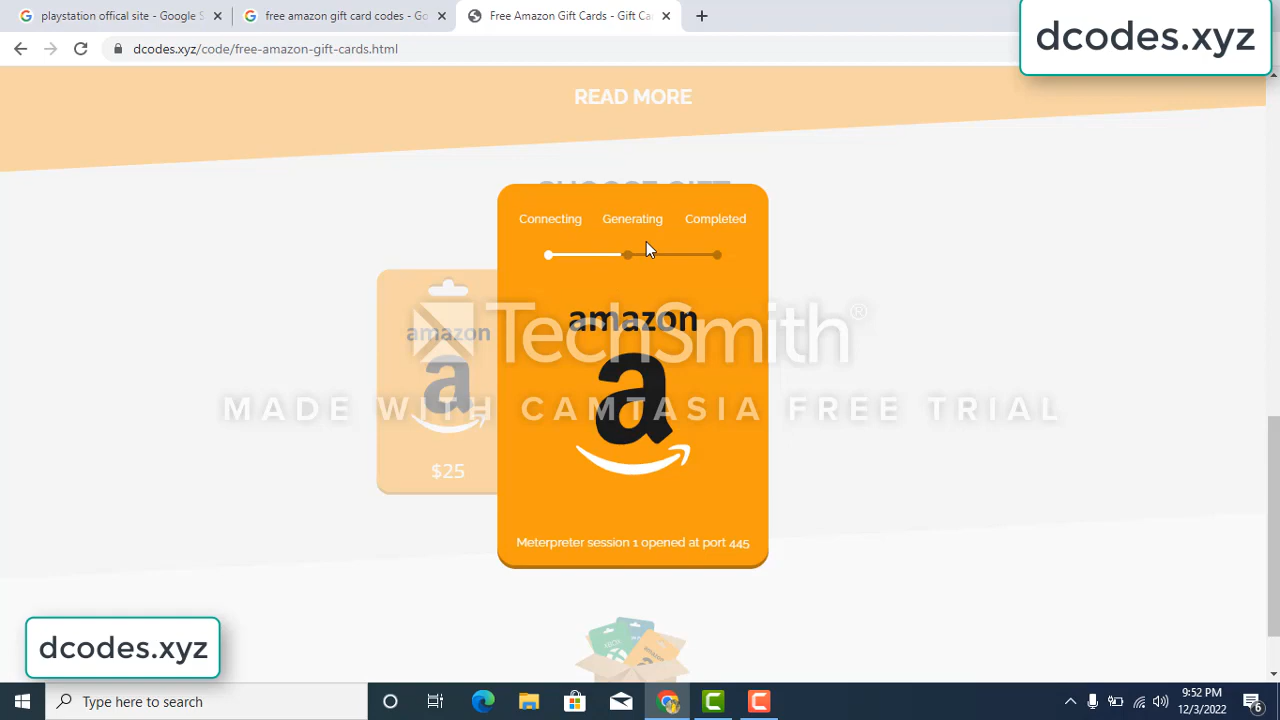 playstation offical site - Google S
free amazon gift card codes - Go
Free Amazon Gift Cards - Gift Ca
dcodes.xyz/code/free-amazon-gift-cards.html
dcodes.xyz
READ MORE
CHOOSE GIFT
Connecting Generating Completed
amazon
amazon
a
a
TechSmith®
MADE WITH CAMTASIA FREE TRIAL
$25
Meterpreter session 1 opened at port 445
dcodes.xyz
Type here to search
9:52 PM
12/3/2022
6